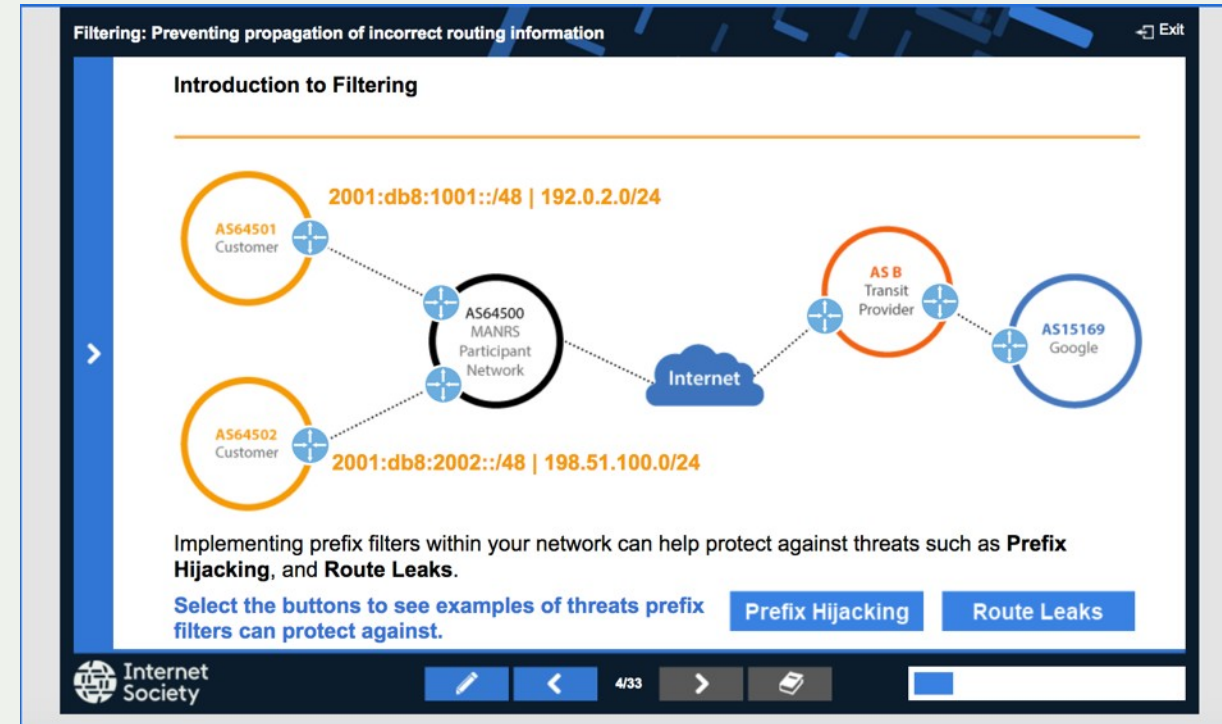 Filtering: Preventing propagation of incorrect routing information
Exit
Introduction to Filtering
2001:db8:1001::/48 | 192.0.2.0/24
AS64501
Customer
AS64500
MANRS
Participant
Network
Internet
AS B
Transit
Provider
AS15169
Google
AS64502
Customer
2001:db8:2002::/48 | 198.51.100.0/24
Implementing prefix filters within your network can help protect against threats such as Prefix
Hijacking, and Route Leaks.
Select the buttons to see examples of threats prefix
filters can protect against.
Prefix Hijacking
Route Leaks
Internet
Society
4/33